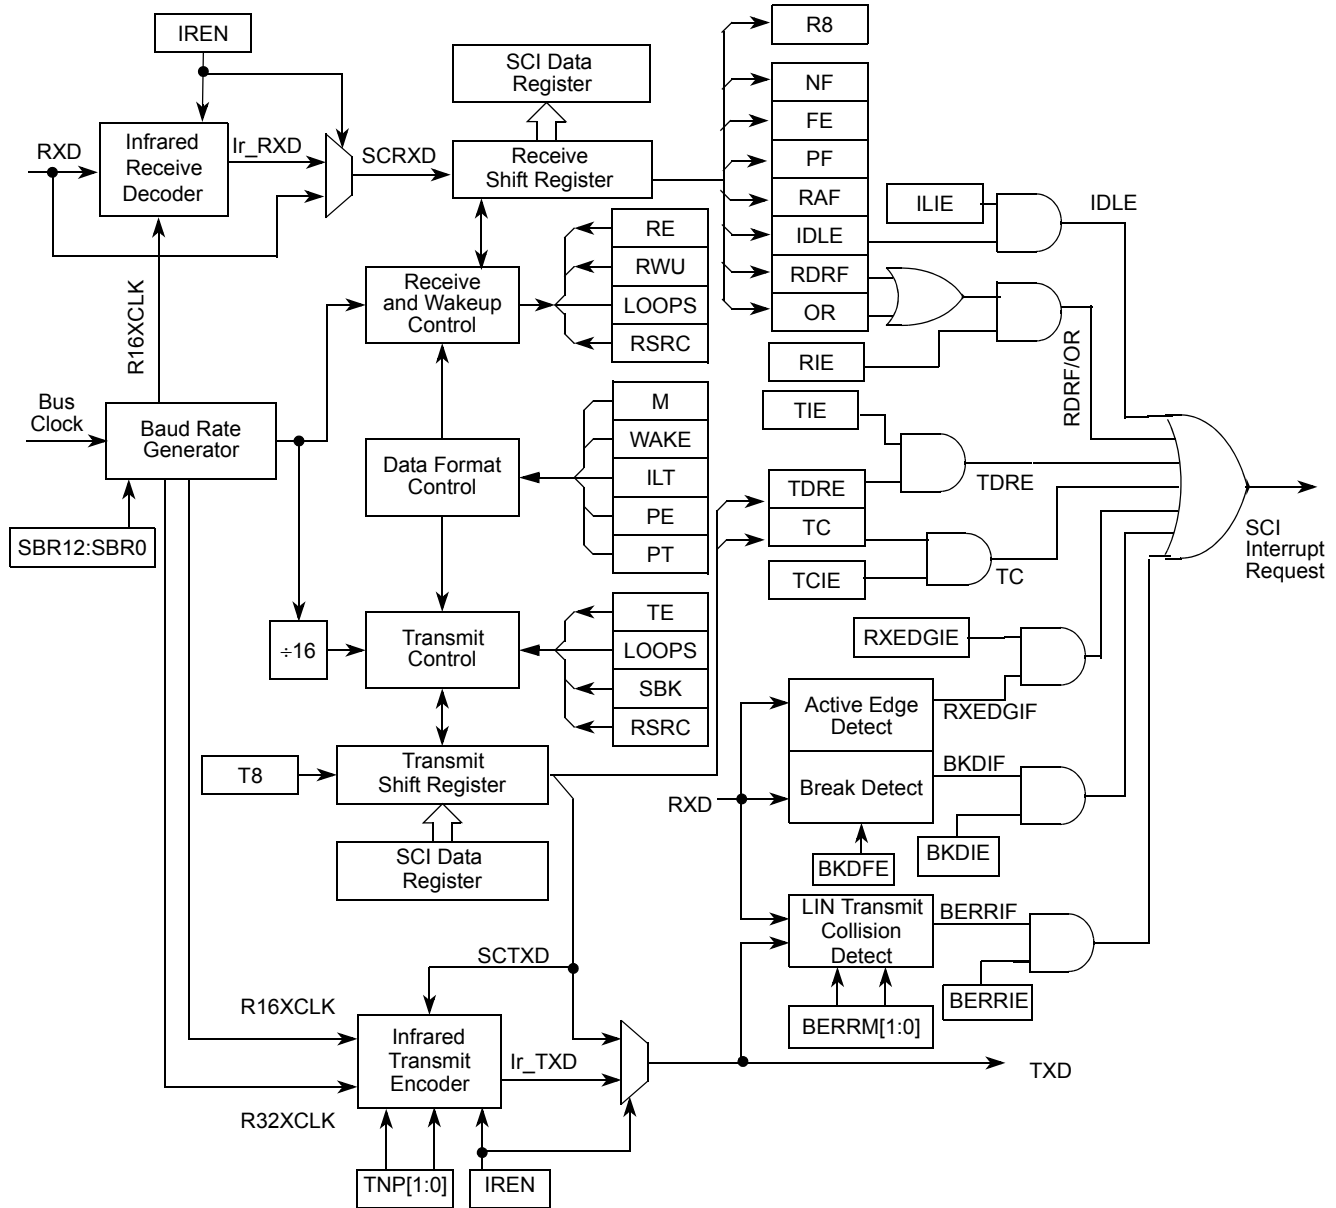 IREN
SCI Data
Register
R8
NF
FE
PF
RAF
IDLE
RDRF
OR
RXD
Infrared
Receive
Decoder
Ir_RXD
SCRXD
Receive
Shift Register
ILIE
IDLE
R16XCLK
Receive
and Wakeup
Control
RE
RWU
LOOPS
RSRC
RIE
RDRF/OR
Bus
Clock
Baud Rate
Generator
SBR12:SBR0
Data Format
Control
M
WAKE
ILT
PE
PT
TIE
TDRE
TC
TCIE
TDRE
TC
SCI
Interrupt
Request
÷16
Transmit
Control
TE
LOOPS
SBK
RSRC
RXEDGIE
Active Edge
Detect
RXEDGIF
Break Detect
BKDIF
RXD
BKDIE
BKDFE
T8
Transmit
Shift Register
SCI Data
Register
LIN Transmit
Collision
Detect
BERRIF
BERRIE
BERRM[1:0]
SCTXD
R16XCLK
Infrared
Transmit
Encoder
Ir_TXD
R32XCLK
TXD
TNP[1:0]
IREN